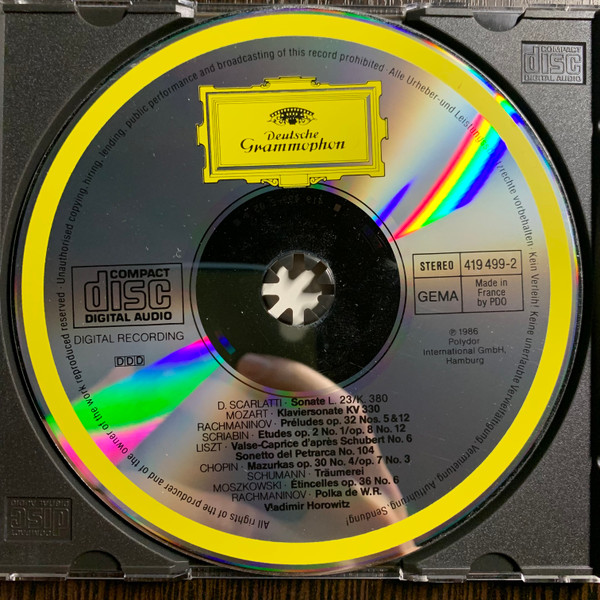 Deutsche
Grammophon
COMPACT
disc
DIGITAL AUDIO
DIGITAL RECORDING
DDD
STEREO
419 499-2
GEMA
Made in
France
by PDO
℗ 1986
Polydor
International GmbH,
Hamburg
D. SCARLATTI · Sonate L. 23/K. 380
MOZART · Klaviersonate KV 330
RACHMANINOV · Préludes op. 32 Nos. 5 & 12
SCRIABIN · Etudes op. 2 No. 1/op. 8 No. 12
LISZT · Valse-Caprice d'après Schubert No. 6
Sonetto del Petrarca No. 104
CHOPIN · Mazurkas op. 30 No. 4/op. 7 No. 3
SCHUMANN · Träumerei
MOSZKOWSKI · Étincelles op. 36 No. 6
RACHMANINOV · Polka de W.R.
Vladimir Horowitz
All rights of the producer and of the owner of the work reproduced reserved · Unauthorised copying, hiring, lending, public performance and broadcasting of this record prohibited · Alle Urheber- und Leistungsschutzrechte vorbehalten · Kein Verleih! Keine unerlaubte Vervielfältigung, Vermietung, Aufführung, Sendung!
COMPACT
disc
DIGITAL AUDIO